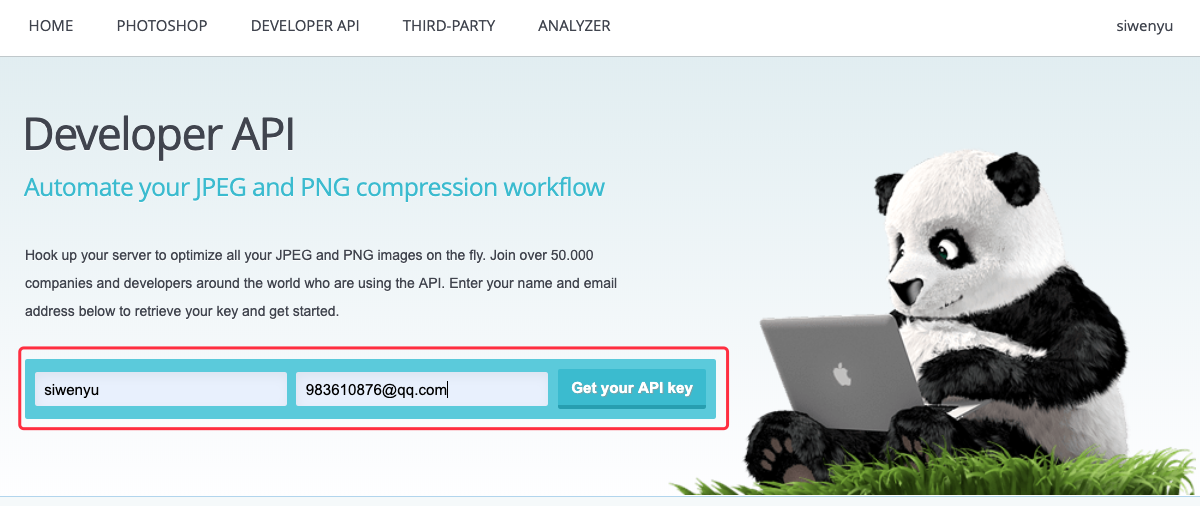 HOME PHOTOSHOP DEVELOPER API THIRD-PARTY ANALYZER siwenyu
Developer API
Automate your JPEG and PNG compression workflow
Hook up your server to optimize all your JPEG and PNG images on the fly. Join over 50.000
companies and developers around the world who are using the API. Enter your name and email
address below to retrieve your key and get started.
siwenyu 983610876@qq.com Get your API key